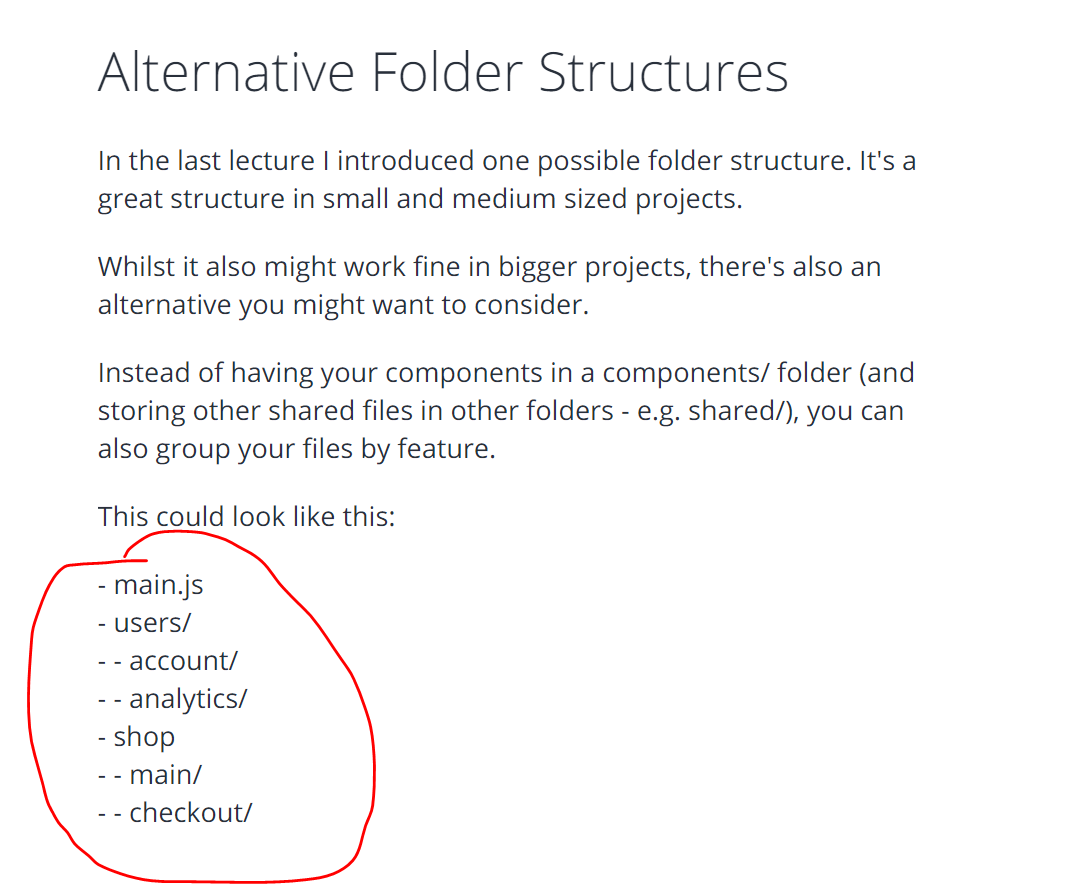 Alternative Folder Structures
In the last lecture I introduced one possible folder structure. It's a
great structure in small and medium sized projects.
Whilst it also might work fine in bigger projects, there's also an
alternative you might want to consider.
Instead of having your components in a components/ folder (and
storing other shared files in other folders - e.g. shared/), you can
also group your files by feature.
This could look like this:
- main.js
- users/
- - account/
- - analytics/
- shop
- - main/
- - checkout/